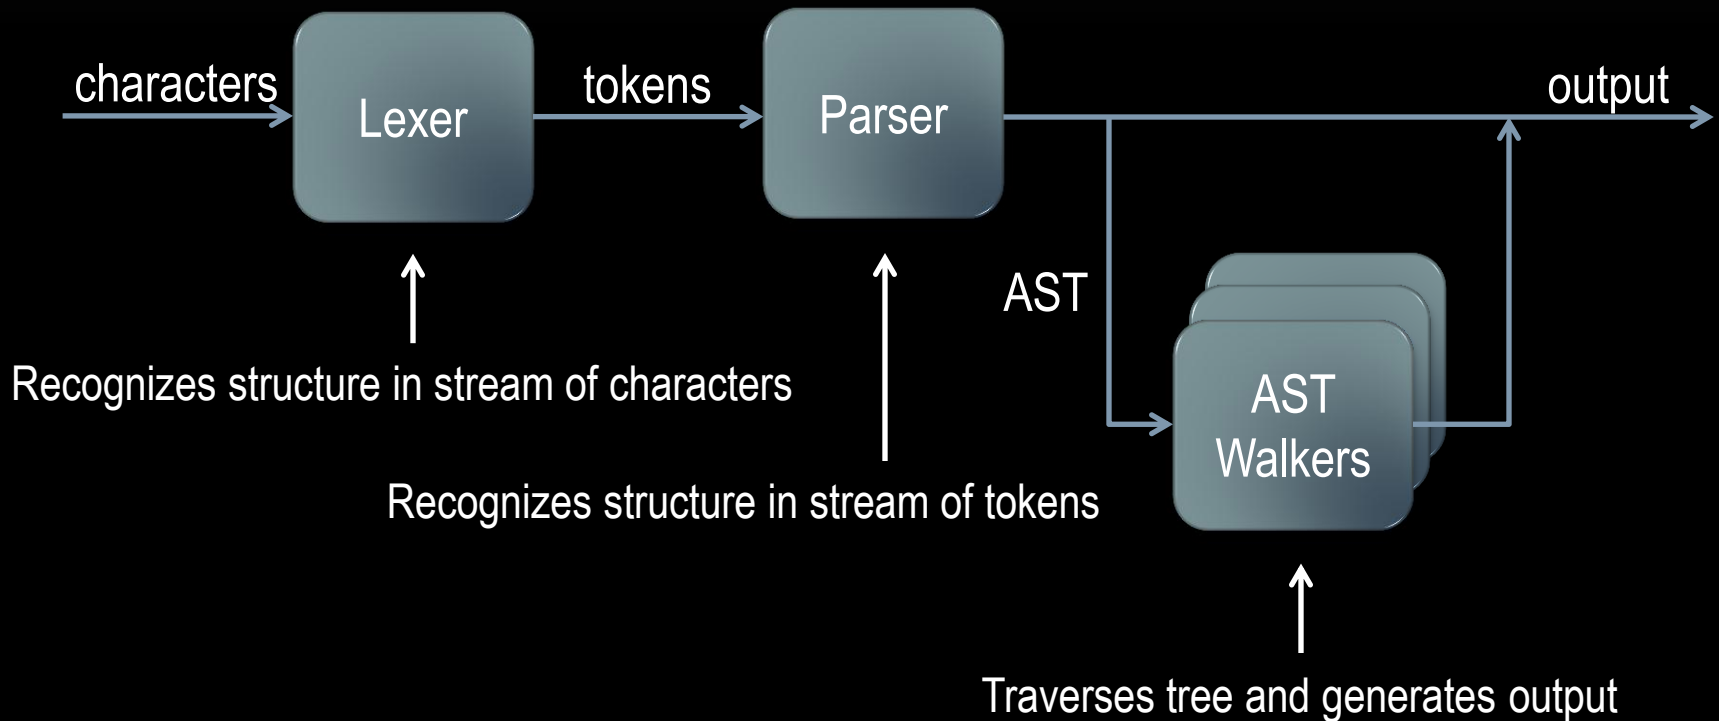 characters
Lexer
tokens
Parser
output
AST
Recognizes structure in stream of characters
AST
Walkers
Recognizes structure in stream of tokens
Traverses tree and generates output